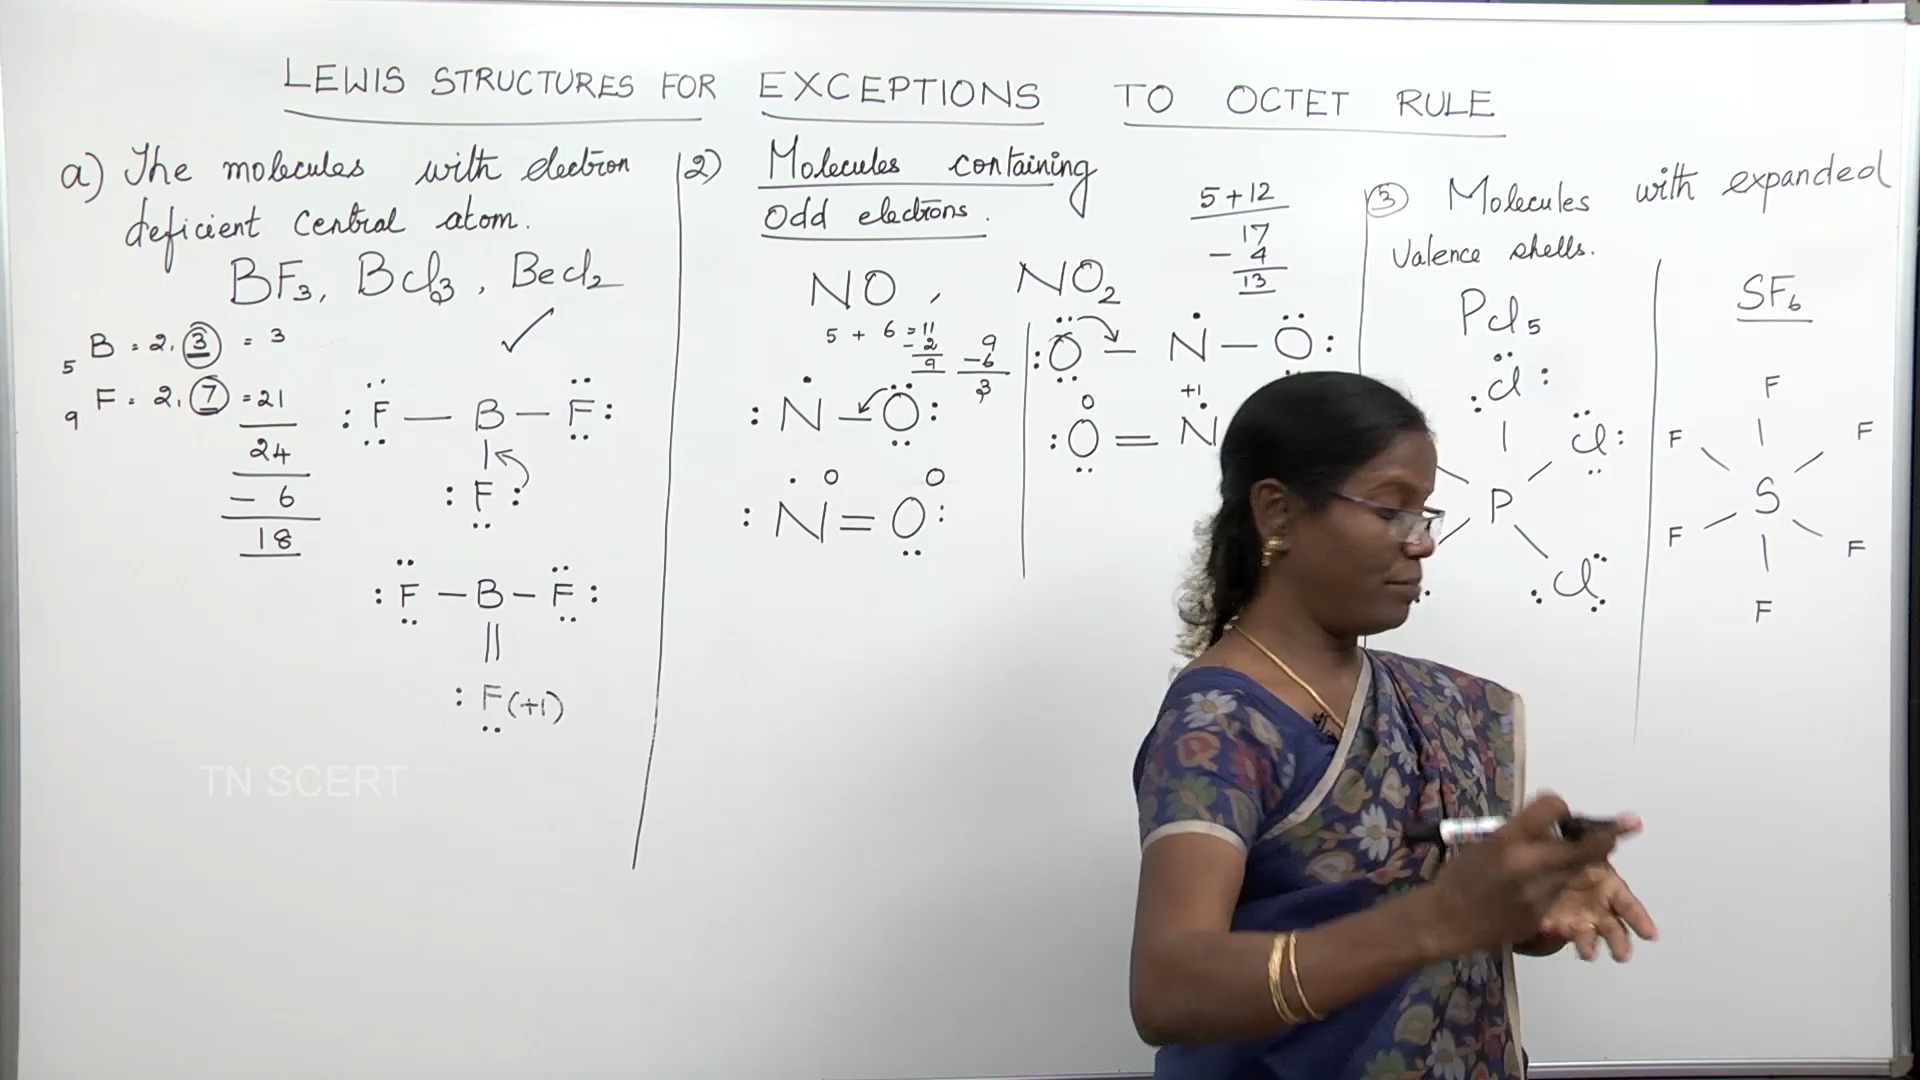 LEWIS STRUCTURES FOR EXCEPTIONS TO OCTET RULE
a) The molecules with electron
deficient central atom.
BF3, BCl3, BeCl2
5 B = 2, 3 = 3
9 F = 2, 7 = 21
24
- 6
18
: F — B — F :
: F :
: F — B — F :
: F (+1)
2) Molecules containing
Odd electrons.
NO, NO2
5 + 6 = 11
- 2
9
9
- 6
3
: N — O :
: N = O :
5 + 12
17
- 4
13
: O — N — O :
+1
: O = N
3 Molecules with expanded
Valence shells.
PCl5
Cl :
Cl :
P
: Cl
SF6
F
F F
S
F F
F
TN SCERT